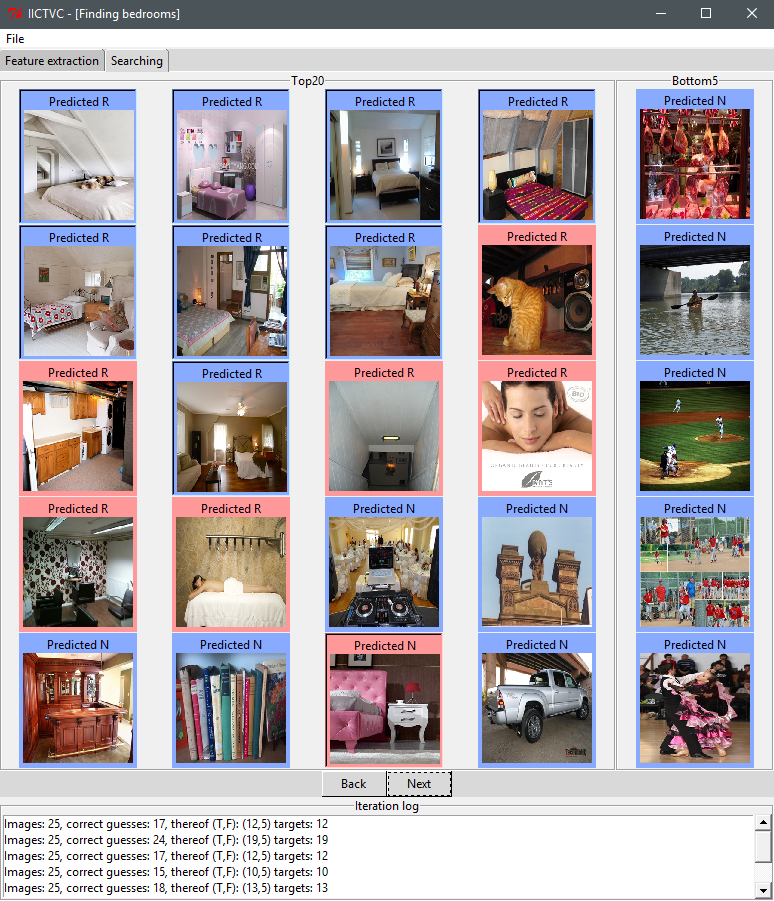 IICTVC - [Finding bedrooms]
File
Feature extraction
Searching
Top20
Bottom5
Predicted R
Predicted R
Predicted R
Predicted R
Predicted N
Predicted R
Predicted R
Predicted R
Predicted R
Predicted N
Predicted R
Predicted R
Predicted R
Predicted R
Predicted N
BIO
Predicted R
Predicted R
Predicted N
Predicted N
Predicted N
Predicted N
Predicted N
Predicted N
Predicted N
Predicted N
Back
Next
Iteration log
Images: 25, correct guesses: 17, thereof (T,F): (12,5) targets: 12
Images: 25, correct guesses: 24, thereof (T,F): (19,5) targets: 19
Images: 25, correct guesses: 17, thereof (T,F): (12,5) targets: 12
Images: 25, correct guesses: 15, thereof (T,F): (10,5) targets: 10
Images: 25, correct guesses: 18, thereof (T,F): (13,5) targets: 13